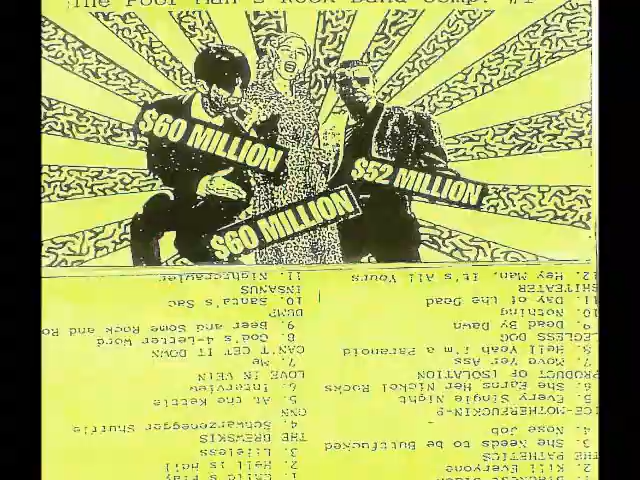 The Poor Man's Rock Band Comp. #1
$60 MILLION
$52 MILLION
$60 MILLION
2. Kill Everyone
THE PATHETICS
3. She Needs to be Buttfucked
4. Nose Job
ICE-MOTHERFUCKIN-9
5. Every Single Night
6. She Earns Her Nickel Rocks
PRODUCT OF ISOLATION
7. Move Yer Ass
8. Hell Yeah I'm a Paranoid
LEGLESS DOG
9. Dead By Dawn
10. Nothing
11. Day of the Dead
SHITEATER
12. Hey Man, It's All Yours
1. Child's Play
2. Hell is
3. Lifeless
THE BREWSKIS
4. Schwarzenegger Shuffle
CNN
5. At the Kettle
6. Interview
LOVE IN VEIN
7. Me
CAN'T GET IT DOWN
8. God's 4-Letter Word
9. Beer and Some Rock and Ro
DUMP
10. Santa's Sac
INSANUS
11. Nightcrawler